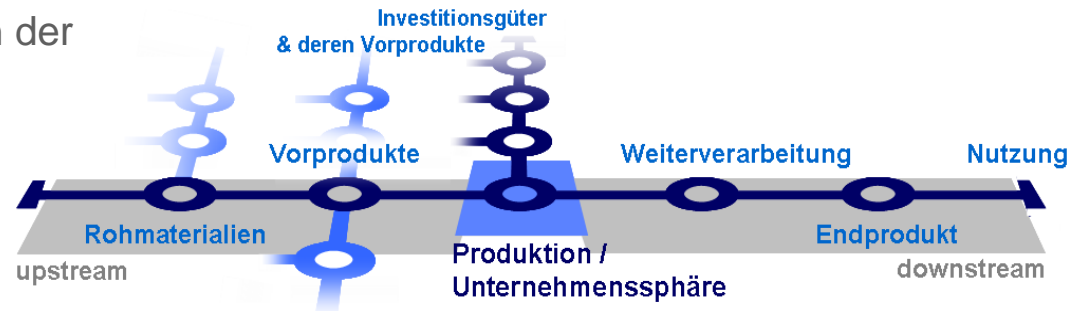 der
Investitionsgüter
& deren Vorprodukte
Vorprodukte
Weiterverarbeitung
Nutzung
Rohmaterialien
Endprodukt
upstream
Produktion /
Unternehmenssphäre
downstream